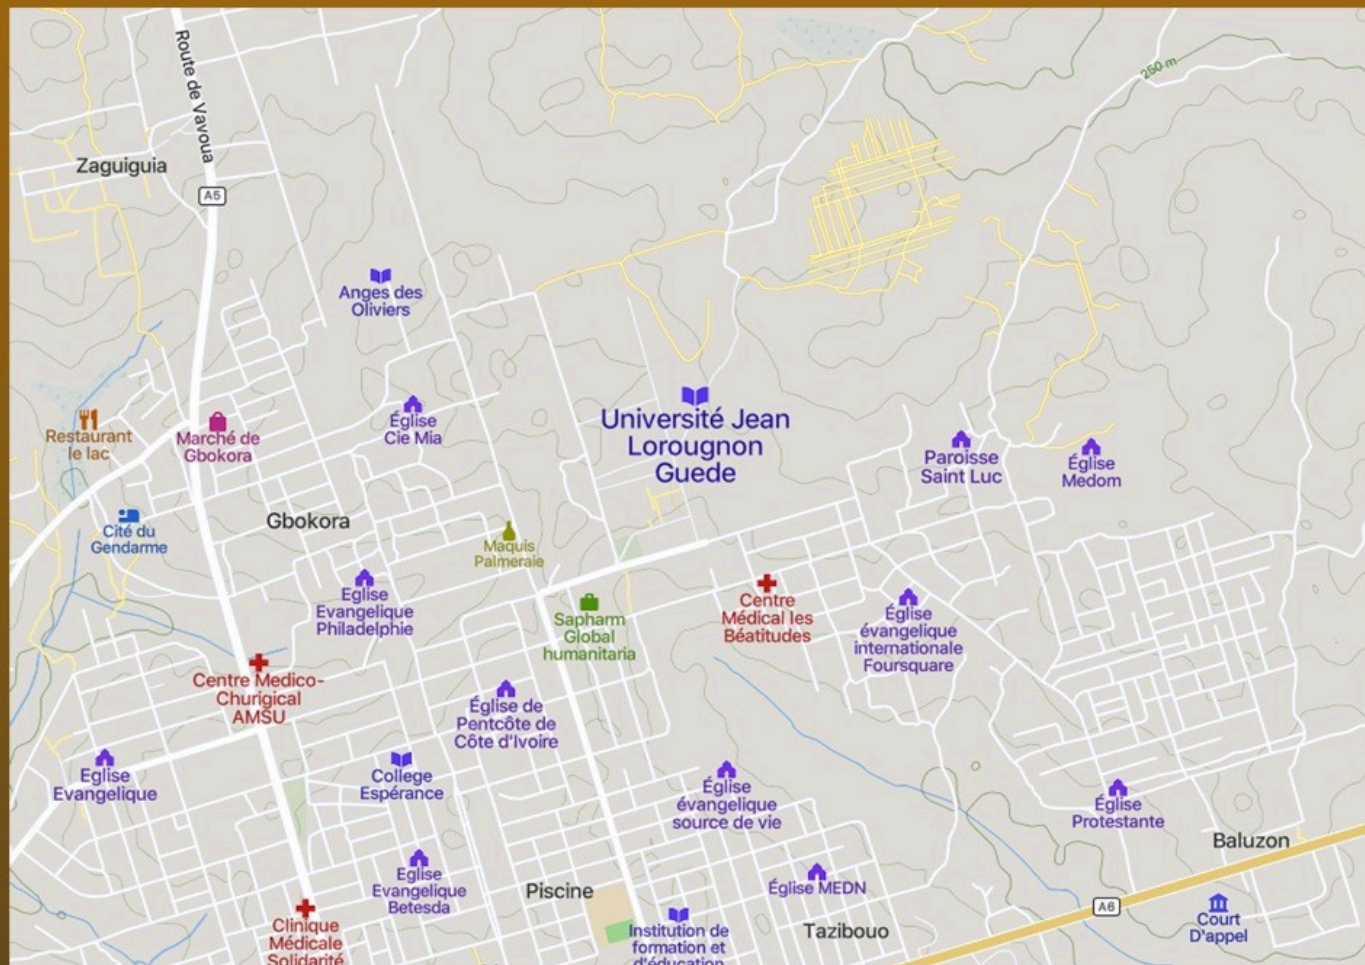 Route de Vavoua
250 m
Zaguiguia
A5
Anges des
Oliviers
Église
Cie Mia
Université Jean
Lorougnon
Guede
Restaurant
le lac
Marché de
Gbokora
Paroisse
Saint Luc
Église
Medom
Cité du
Gendarme
Gbokora
Maquis
Palmeraie
Eglise
Evangelique
Philadelphie
Sapharm
Global
humanitaria
Centre
Médical les
Béatitudes
Église
évangelique
internationale
Foursquare
Centre Medico-
Churigical
AMSU
Église de
Pentcôte de
Côte d'Ivoire
Eglise
Evangelique
College
Espérance
Église
évangelique
source de vie
Église
Protestante
Baluzon
Eglise
Evangelique
Betesda
Piscine
Église MEDN
A6
Court
D'appel
Clinique
Médicale
Solidarité
Institution de
formation et
d'éducation
Tazibouo